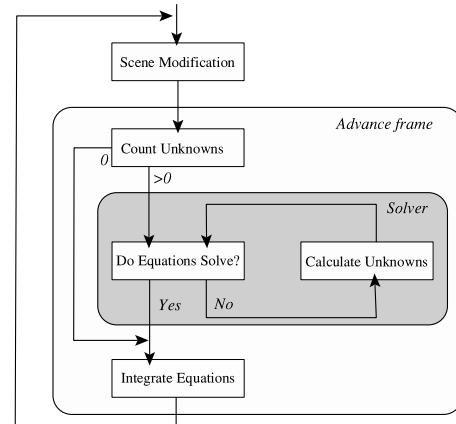 Scene Modification
Advance frame
Count Unknowns
0
>0
Solver
Do Equations Solve?
Calculate Unknowns
Yes
No
Integrate Equations